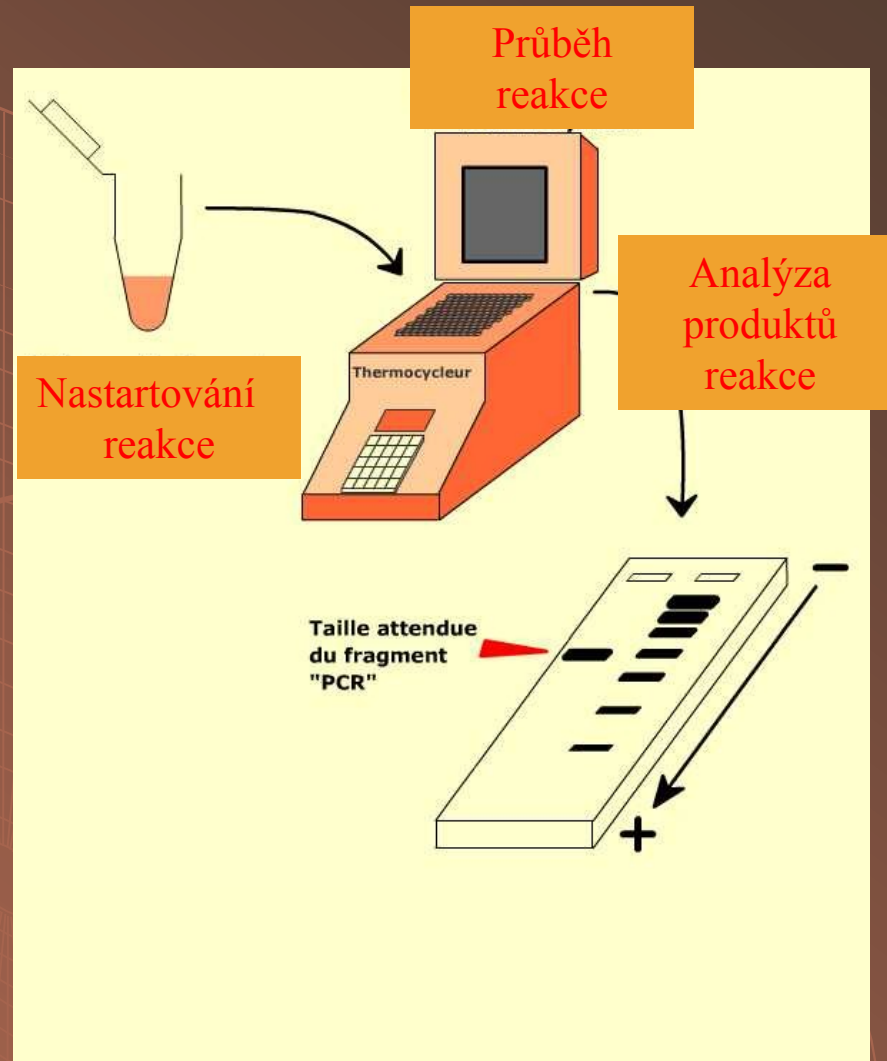 Průběh
reakce
Analýza
produktů
reakce
Nastartování
reakce
Thermocycleur
Taille attendue
du fragment
"PCR"
−
+